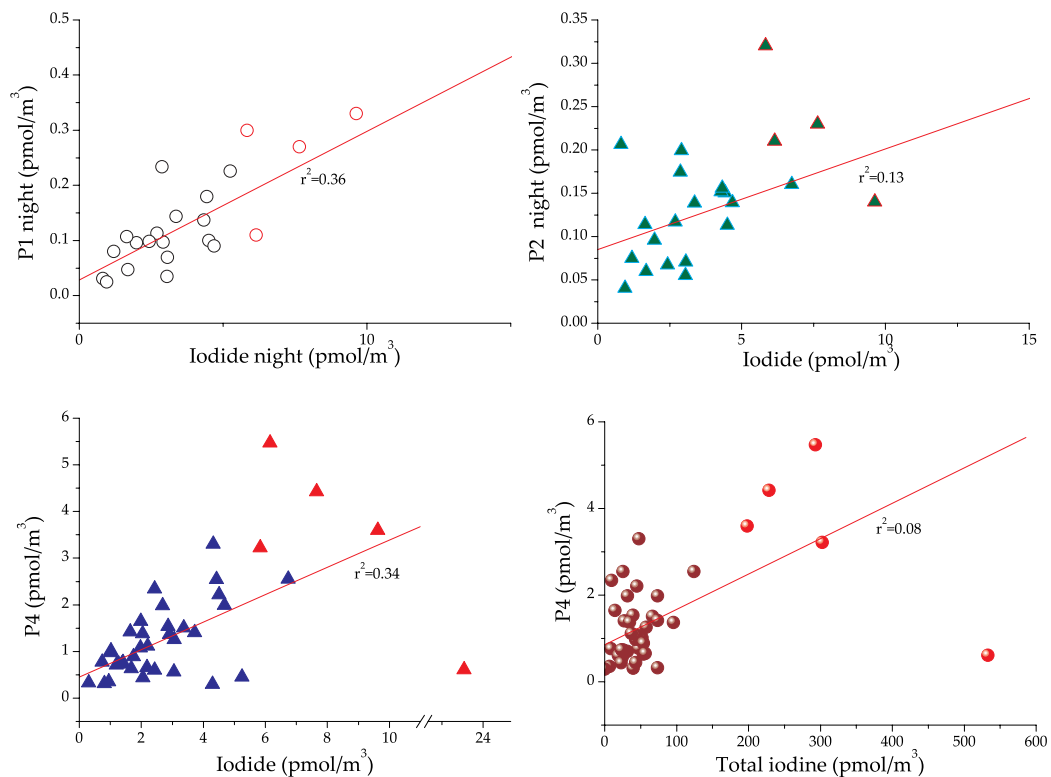 0.5
0.4
0.3
0.2
0.1
0.0
P1 night (pmol/m³)
r²=0.36
0
10
Iodide night (pmol/m³)
0.35
0.30
0.25
0.20
0.15
0.10
0.05
0.00
P2 night (pmol/m³)
r²=0.13
0 5 10 15
Iodide (pmol/m³)
6
5
4
3
2
1
0
P4 (pmol/m³)
r²=0.34
0 2 4 6 8 10 24
Iodide (pmol/m³)
6
4
2
0
P4 (pmol/m³)
r²=0.08
0 100 200 300 400 500 600
Total iodine (pmol/m³)